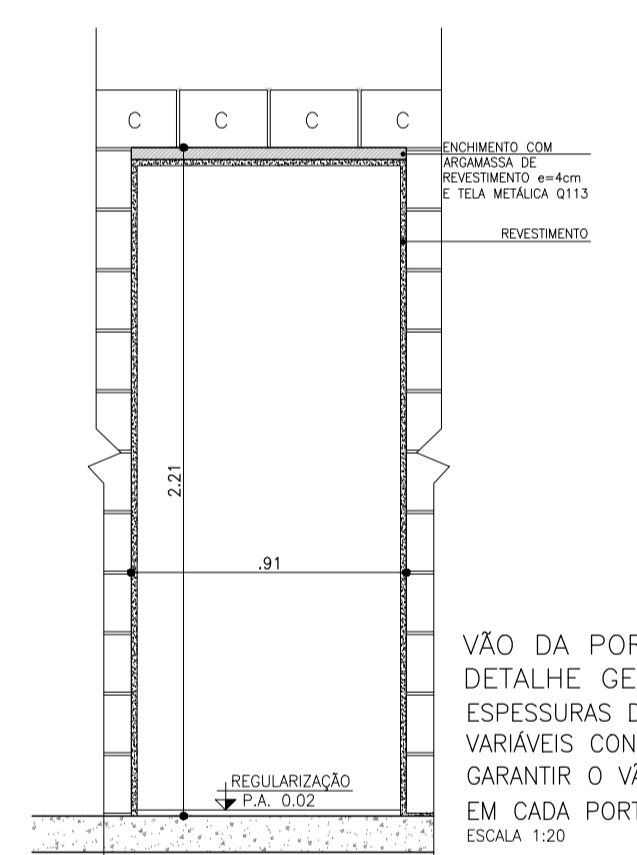 C C C C
ENCHIMENTO COM
ARGAMASSA DE
REVESTIMENTO e=4cm
E TELA METÁLICA Q113
REVESTIMENTO
2.21
.91
REGULARIZAÇÃO
P.A. 0.02
VÃO DA POR
DETALHE GE
ESPESSURAS D
VARIÁVEIS CON
GARANTIR O VÃ
EM CADA PORT
ESCALA 1:20